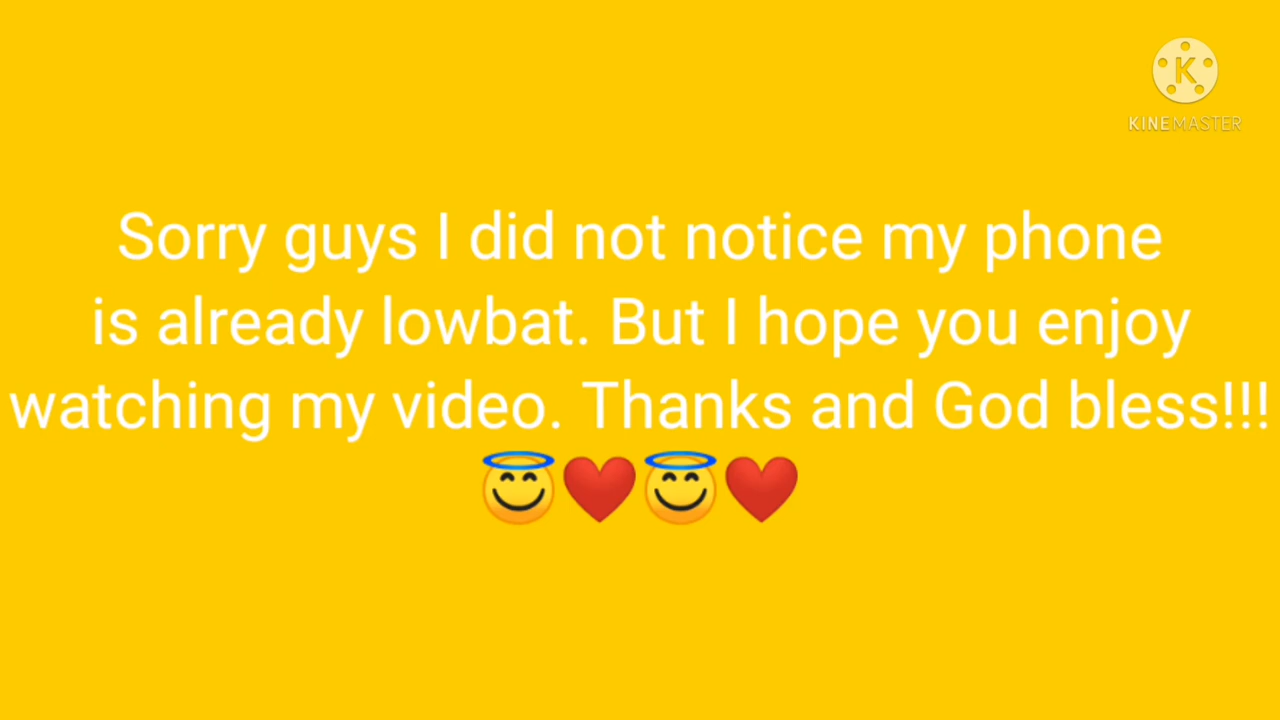 K
KINEMASTER
Sorry guys I did not notice my phone
is already lowbat. But I hope you enjoy
watching my video. Thanks and God bless!!!
😇❤️😇❤️